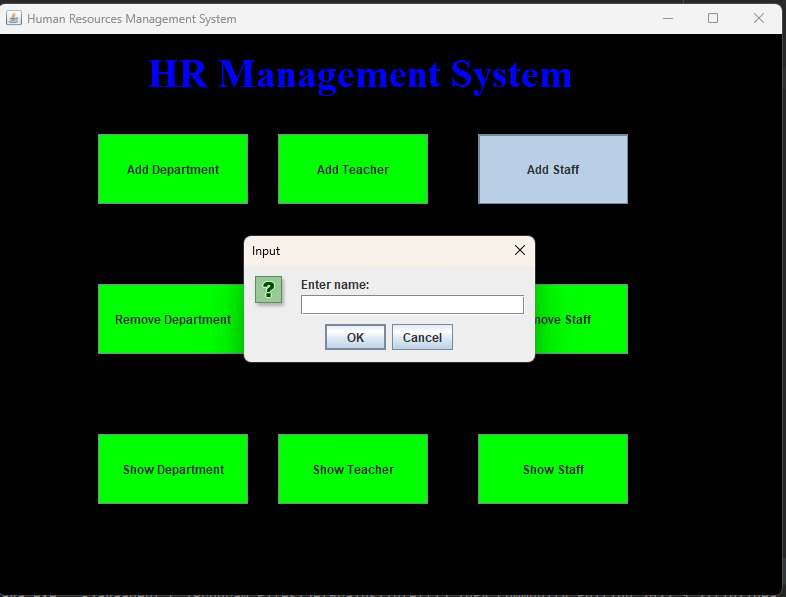 Human Resources Management System
HR Management System
Add Department
Add Teacher
Add Staff
Input
?
Enter name:
OK
Cancel
Remove Department
Staff
Show Department
Show Teacher
Show Staff